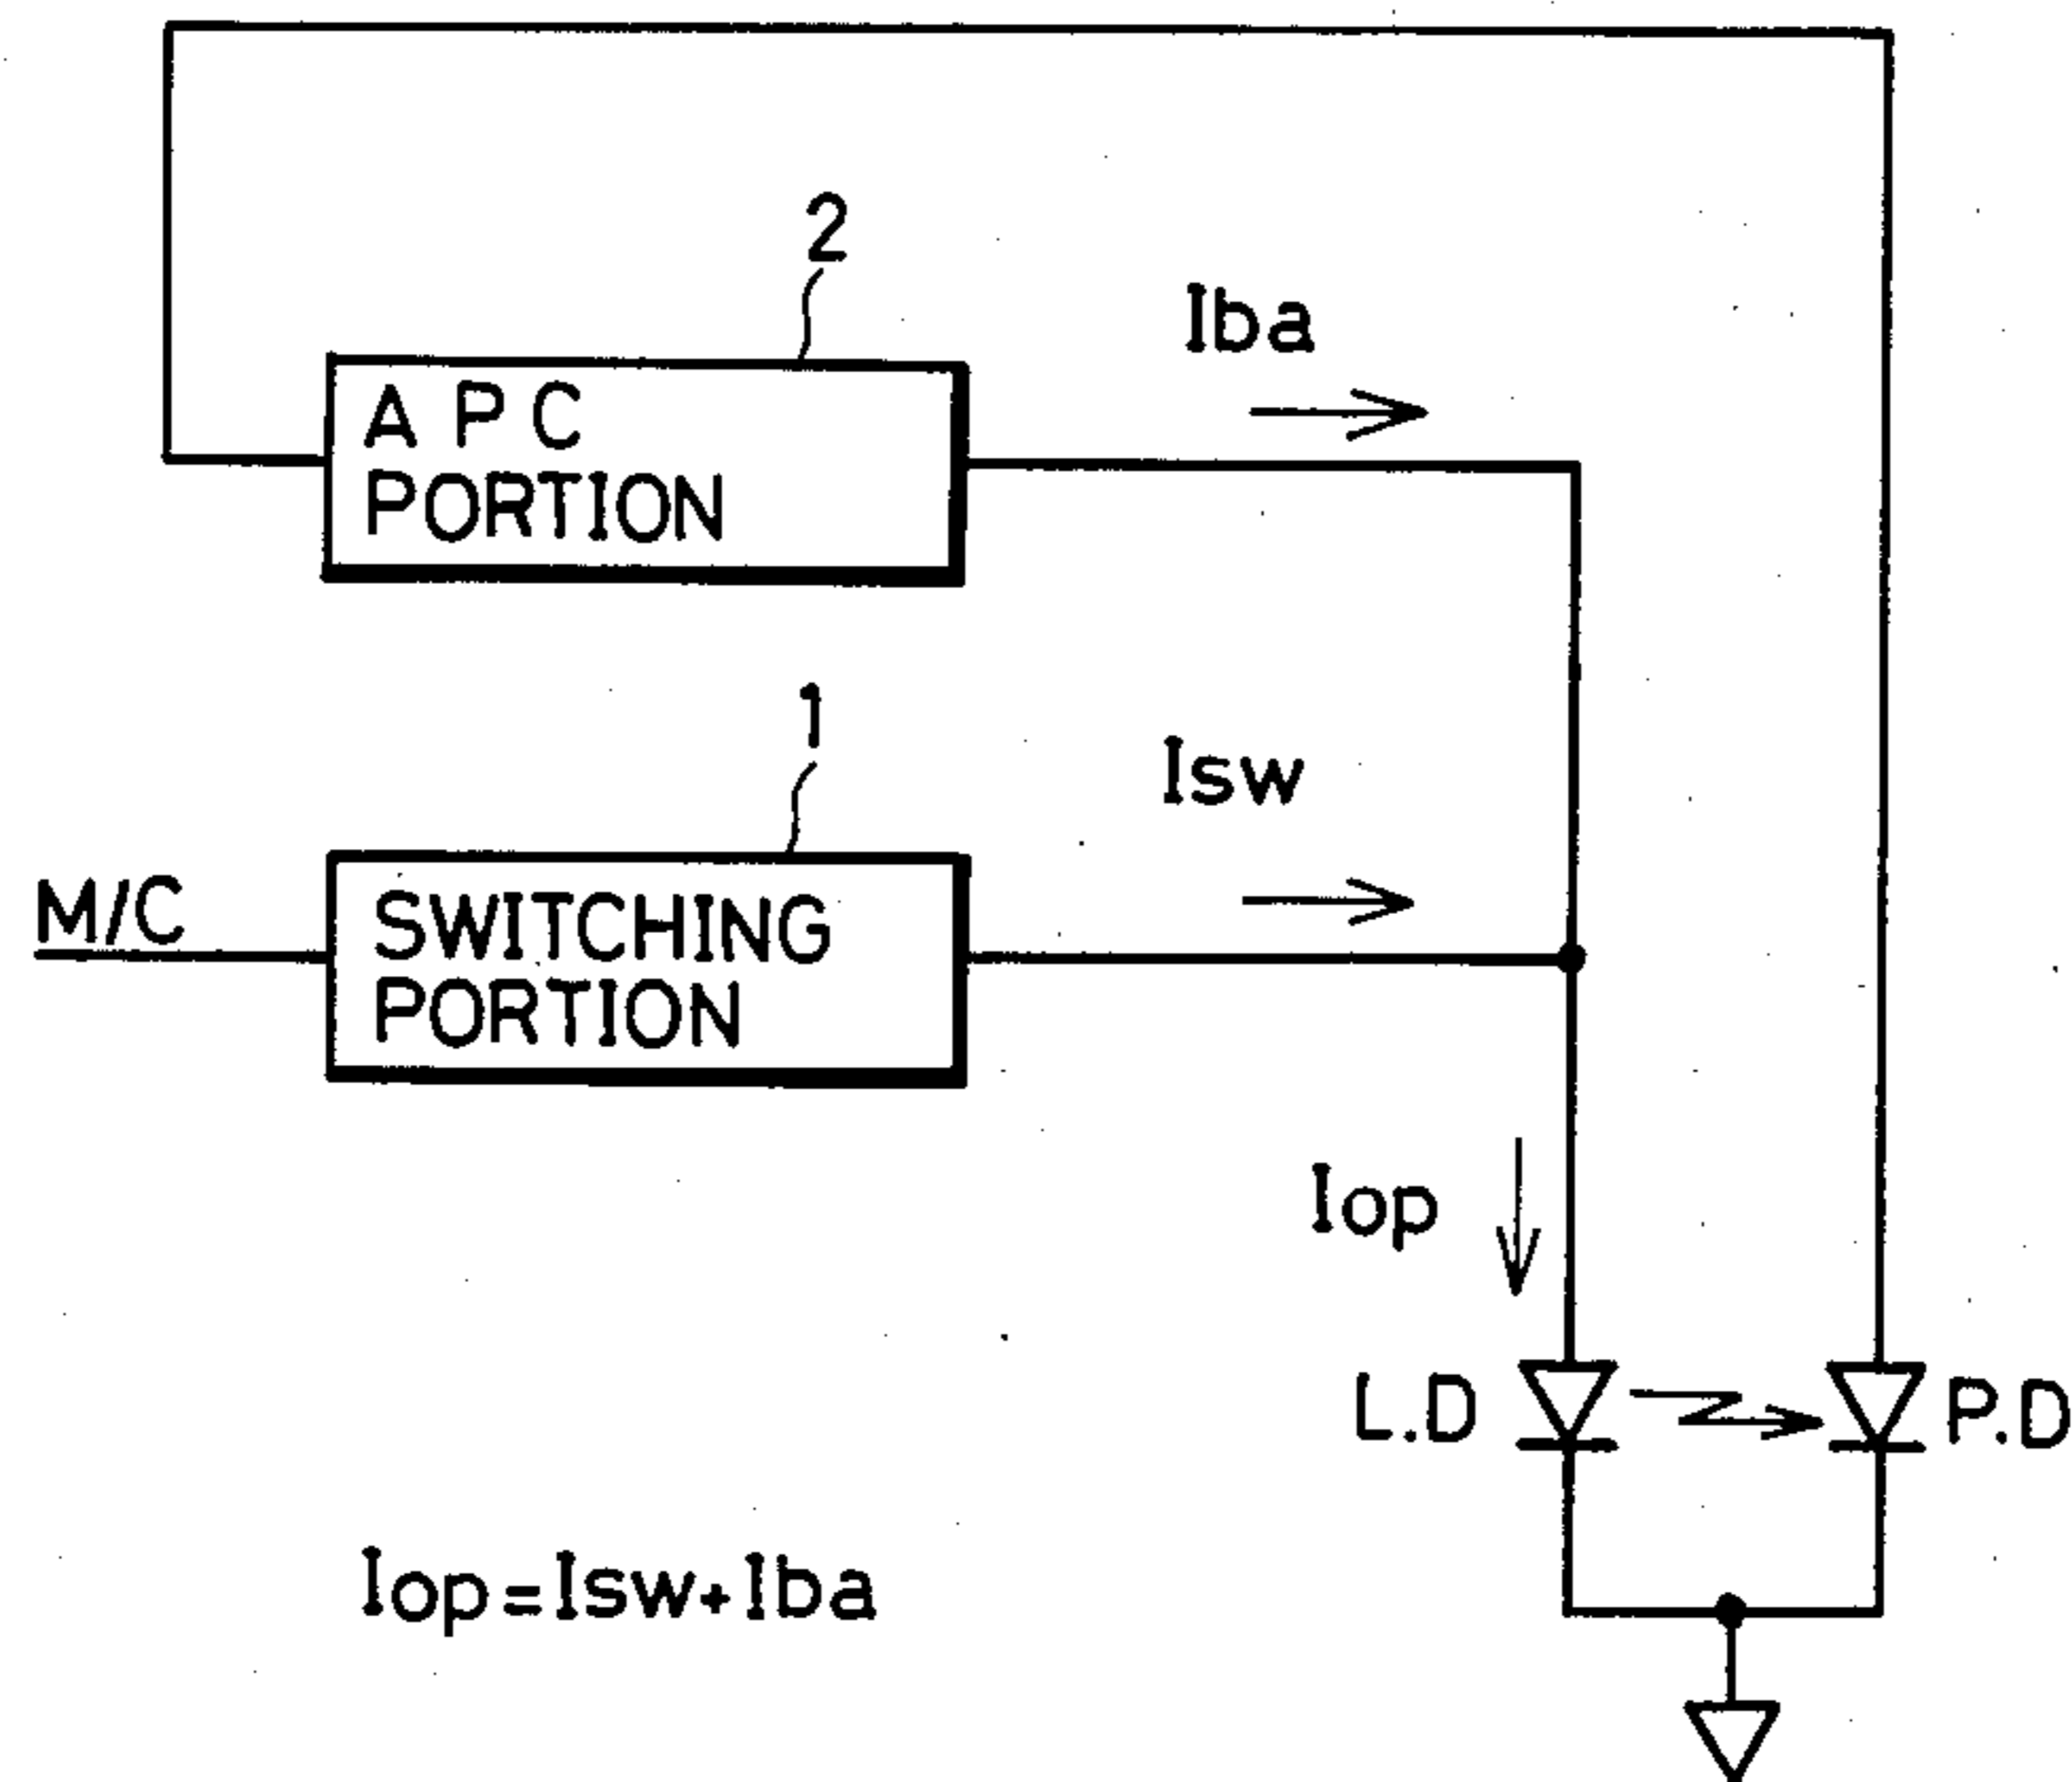 2
Iba
A P C
PORTION
1
Isw
M/C
SWITCHING
PORTION
Iop
L.D
P.D
Iop=Isw+Iba